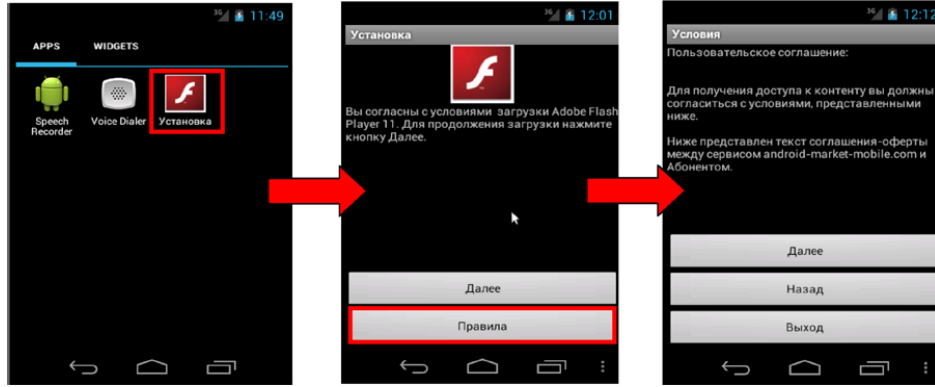 3G 11:49
APPS WIDGETS
Speech Recorder
Voice Dialer
Установка
3G 12:01
Установка
Вы согласны с условиями загрузки Adobe Flash
Player 11. Для продолжения загрузки нажмите
кнопку Далее.
Далее
Правила
3G 12:12
Условия
Пользовательское соглашение:
Для получения доступа к контенту вы должны
согласиться с условиями, представленными
ниже.
Ниже представлен текст соглашения-оферты
между сервисом android-market-mobile.com и
Абонентом.
Далее
Назад
Выход